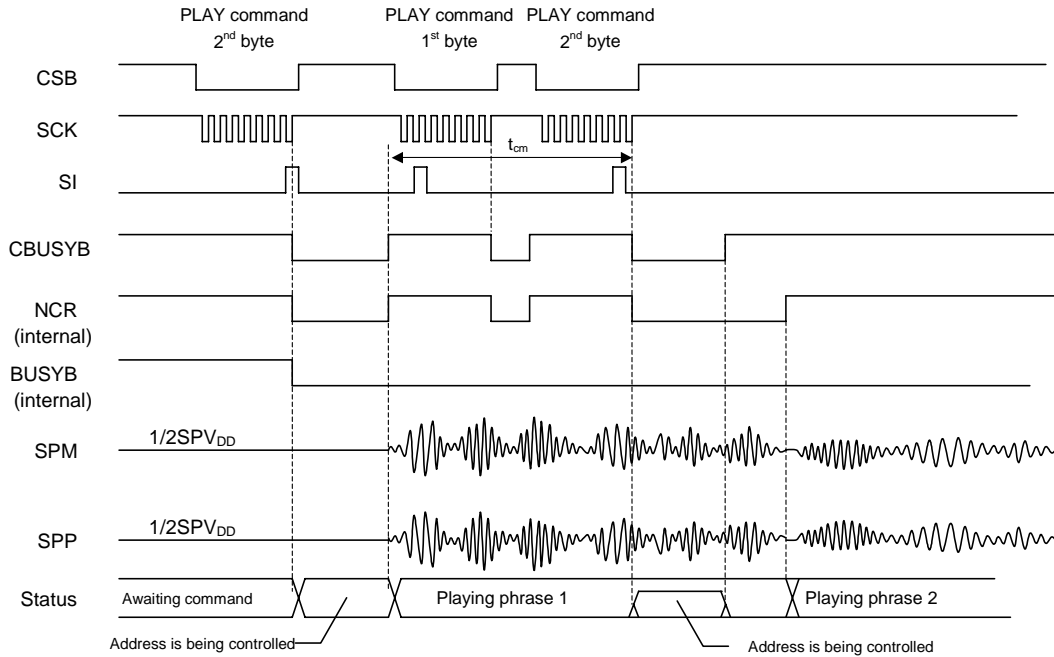 PLAY command
2nd byte
PLAY command
1st byte
PLAY command
2nd byte
CSB
SCK
tcm
SI
CBUSYB
NCR
(internal)
BUSYB
(internal)
1/2SPVDD
SPM
1/2SPVDD
SPP
Status
Awaiting command
Playing phrase 1
Playing phrase 2
Address is being controlled
Address is being controlled